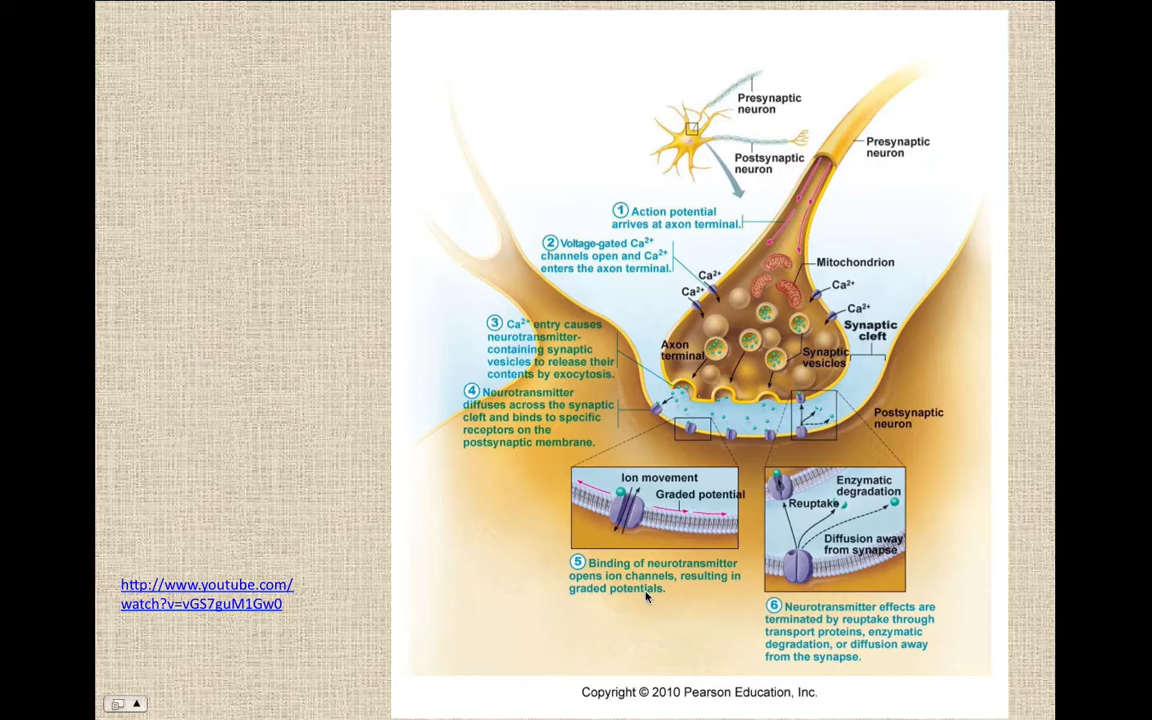 Presynaptic
neuron
Presynaptic
neuron
Postsynaptic
neuron
1 Action potential
arrives at axon terminal.
2 Voltage-gated Ca²⁺
channels open and Ca²⁺
enters the axon terminal.
Mitochondrion
Ca²⁺
Ca²⁺
Ca²⁺
Ca²⁺
Synaptic
cleft
3 Ca²⁺ entry causes
neurotransmitter-
containing synaptic
vesicles to release their
contents by exocytosis.
Axon
terminal
Synaptic
vesicles
4 Neurotransmitter
diffuses across the synaptic
cleft and binds to specific
receptors on the
postsynaptic membrane.
Postsynaptic
neuron
Ion movement
Graded potential
Enzymatic
degradation
Reuptake
Diffusion away
from synapse
5 Binding of neurotransmitter
opens ion channels, resulting in
graded potentials.
http://www.youtube.com/
watch?v=vGS7guM1Gw0
6 Neurotransmitter effects are
terminated by reuptake through
transport proteins, enzymatic
degradation, or diffusion away
from the synapse.
Copyright © 2010 Pearson Education, Inc.